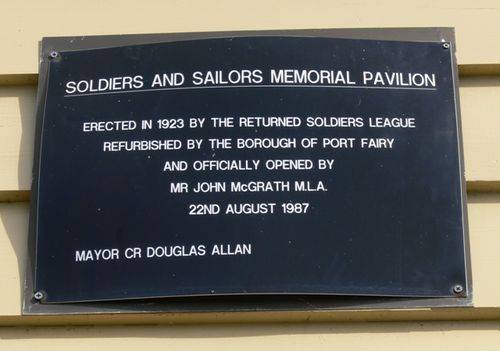 SOLDIERS AND SAILORS MEMORIAL PAVILION
ERECTED IN 1923 BY THE RETURNED SOLDIERS LEAGUE
REFURBISHED BY THE BOROUGH OF PORT FAIRY
AND OFFICIALLY OPENED BY
MR JOHN McGRATH M.L.A.
22ND AUGUST 1987
MAYOR CR DOUGLAS ALLAN